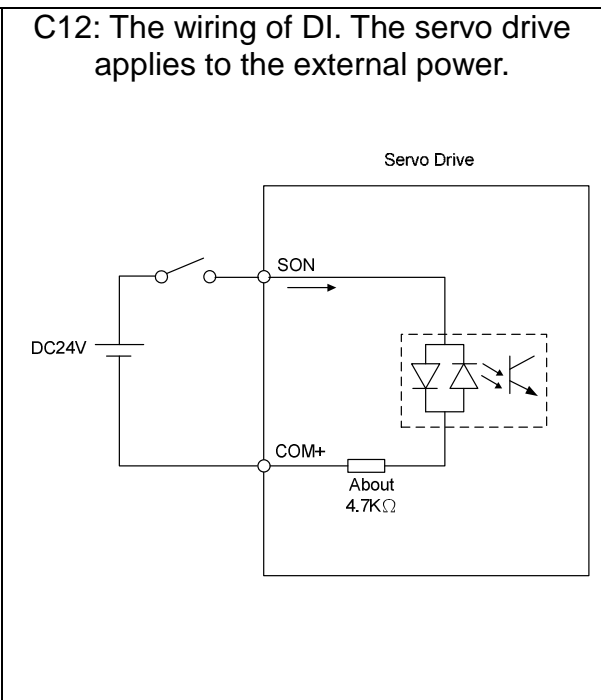 C12: The wiring of DI. The servo drive
applies to the external power.
Servo Drive
SON
DC24V
COM+
About
4.7KΩ